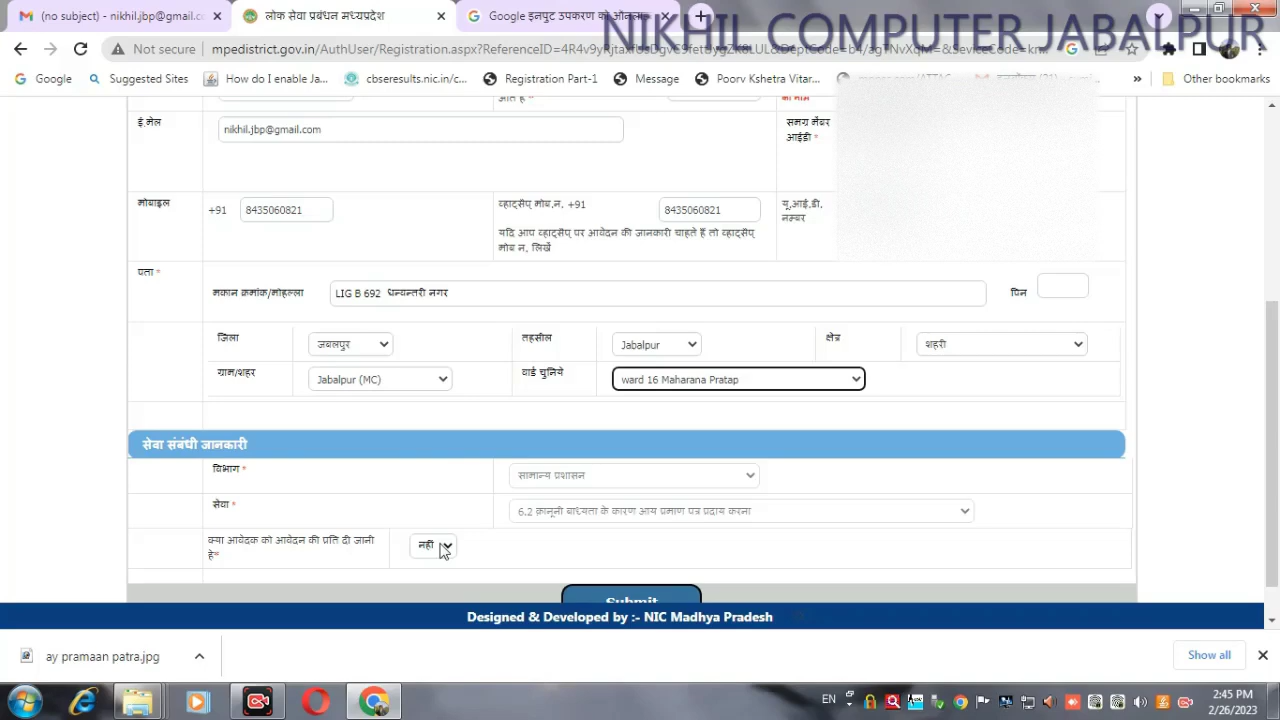 NIKHIL COMPUTER JABALPUR
(no subject) - nikhil.jbp@gmail.co
लोक सेवा प्रबंधन मध्यप्रदेश
Google इनपुट उपकरण को ऑनला
Not secure
mpedistrict.gov.in/AuthUser/Registration.aspx?ReferenceID=
Google
Suggested Sites
How do I enable Ja...
cbseresults.nic.in/c...
Registration Part-1
Message
Poorv Kshetra Vitar...
»
Other bookmarks
ई.मेल
nikhil.jbp@gmail.com
समग्र मेंबर
आईडी *
मोबाइल
+91
8435060821
व्हाट्सैप मोब.न. +91
8435060821
यू.आई.डी.
नम्बर
यदि आप व्हाट्सैप पर आवेदन की जानकारी चाहते हैं तो व्हाट्सैप
मोब न. लिखें
पता *
मकान क्रमांक/मोहल्ला
LIG B 692 धन्वन्तरी नगर
पिन
जिला
जबलपुर
तहसील
Jabalpur
क्षेत्र
शहरी
ग्राम/शहर
Jabalpur (MC)
वार्ड चुनिये
ward 16 Maharana Pratap
सेवा संबंधी जानकारी
विभाग *
सामान्य प्रशासन
सेवा *
6.2 क़ानूनी बाध्यता के कारण आय प्रमाण पत्र प्रदाय करना
क्या आवेदक को आवेदन की प्रति दी जानी
है*
नहीं
Submit
Designed & Developed by :- NIC Madhya Pradesh
ay pramaan patra.jpg
Show all
EN
2:45 PM
2/26/2023